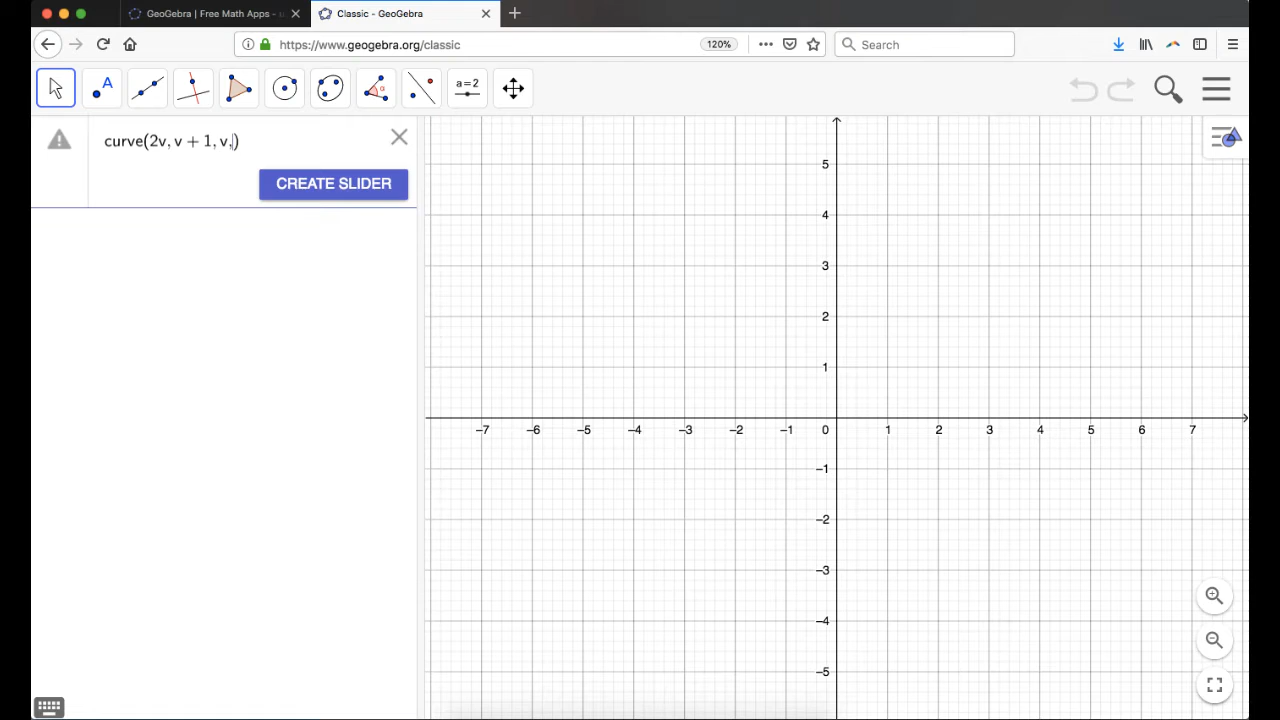 GeoGebra | Free Math Apps -
Classic - GeoGebra
https://www.geogebra.org/classic
120%
Search
A
α
a=2
curve(2v, v + 1, v,)
CREATE SLIDER
5
4
3
2
1
−7 −6 −5 −4 −3 −2 −1 0 1 2 3 4 5 6 7
−1
−2
−3
−4
−5